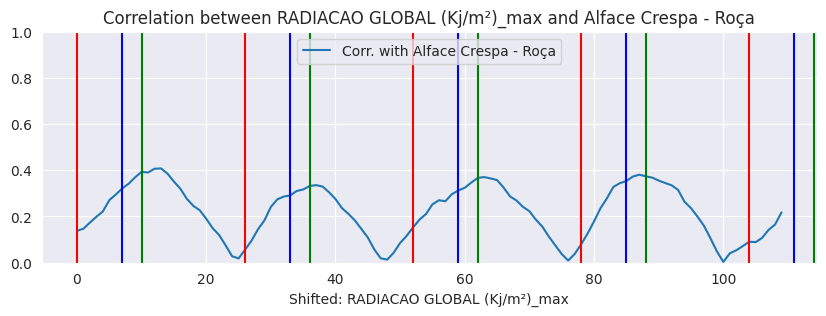 Correlation between RADIACAO GLOBAL (Kj/m²)_max and Alface Crespa - Roça
1.0
Corr. with Alface Crespa - Roça
0.8
0.6
0.4
0.2
0.0
0 20 40 60 80 100
Shifted: RADIACAO GLOBAL (Kj/m²)_max